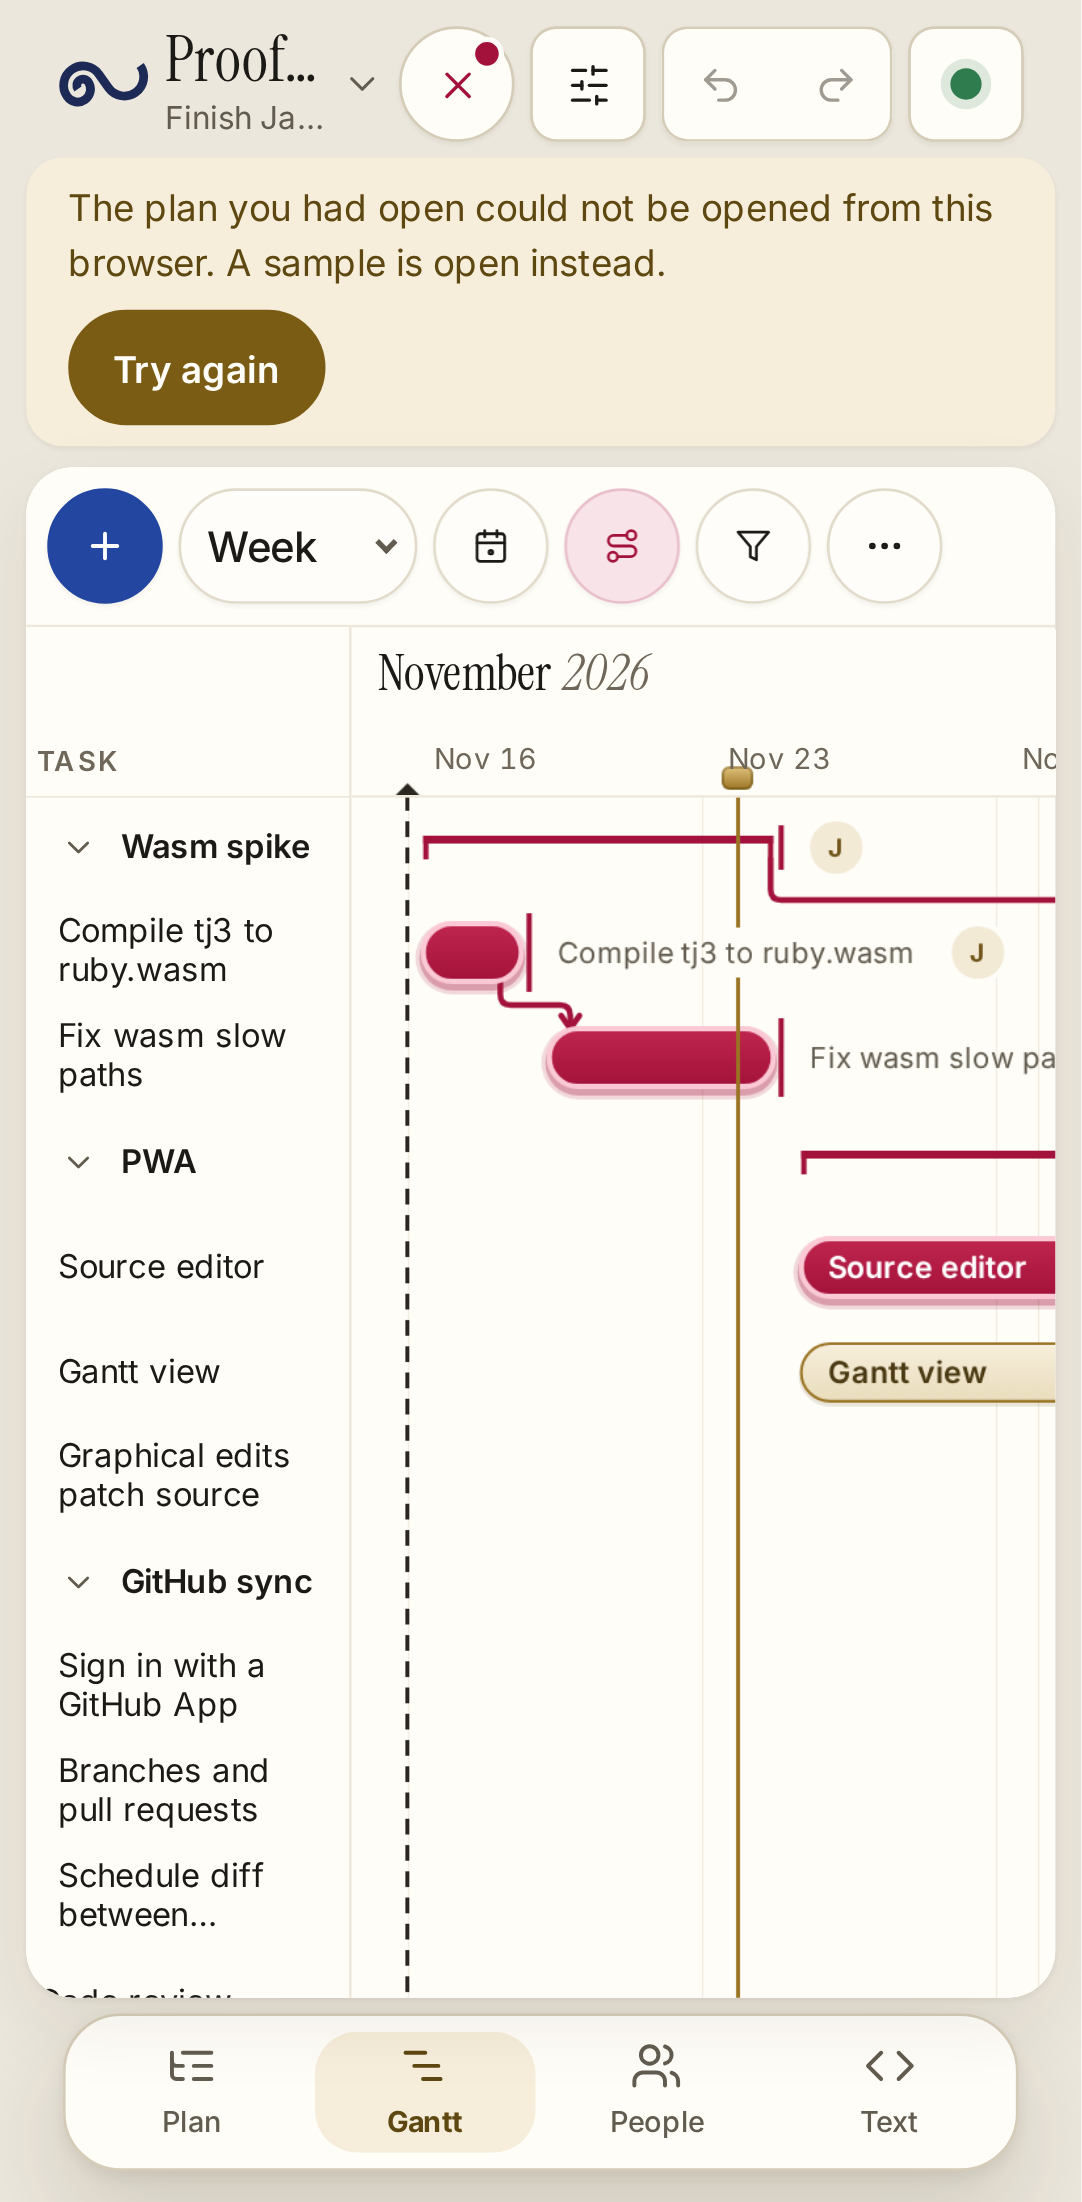 Proof...
Finish Ja...
The plan you had open could not be opened from this
browser. A sample is open instead.
Try again
Week
November 2026
TASK
Nov 16
Nov 23
No
Wasm spike
J
Compile tj3 to
ruby.wasm
Compile tj3 to ruby.wasm
J
Fix wasm slow
paths
Fix wasm slow pa
PWA
Source editor
Source editor
Gantt view
Gantt view
Graphical edits
patch source
GitHub sync
Sign in with a
GitHub App
Branches and
pull requests
Schedule diff
between...
Code review
Plan
Gantt
People
Text